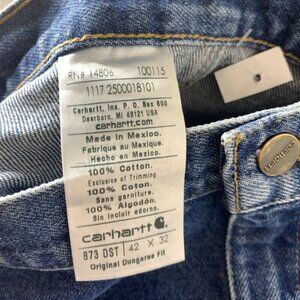 RN# 14806 100115
1117 2500018101
Carhartt, Inc. P.O. Box 600
Dearborn, MI 48121 USA
carhartt.com
Made in Mexico.
Fabrique au Mexique.
Hecho en Mexico.
100% Cotton.
Exclusive of Trimming
100% Coton.
Sans garniture.
100% Algodón.
Sin incluir adorno.
carhartt
873 DST 42 X 32
Original Dungaree Fit